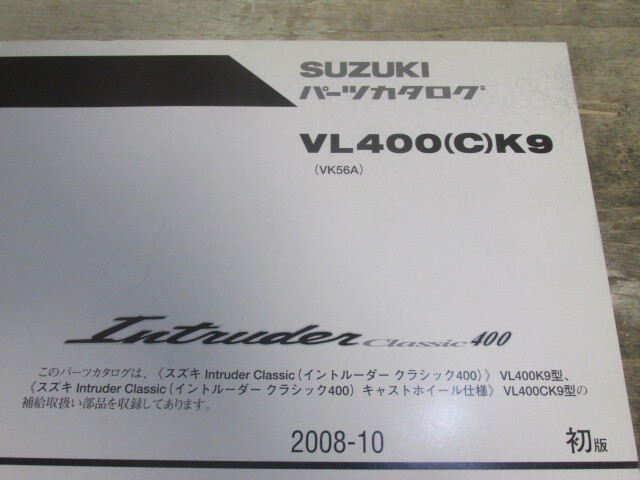 SUZUKI
パーツカタログ
VL400(C)K9
(VK56A)
Intruder Classic 400
このパーツカタログは、《スズキ Intruder Classic(イントルーダー クラシック400)》 VL400K9型、
《スズキ Intruder Classic(イントルーダー クラシック400) キャストホイール仕様》 VL400CK9型の
補給取扱い部品を収録してあります。
2008-10 初版